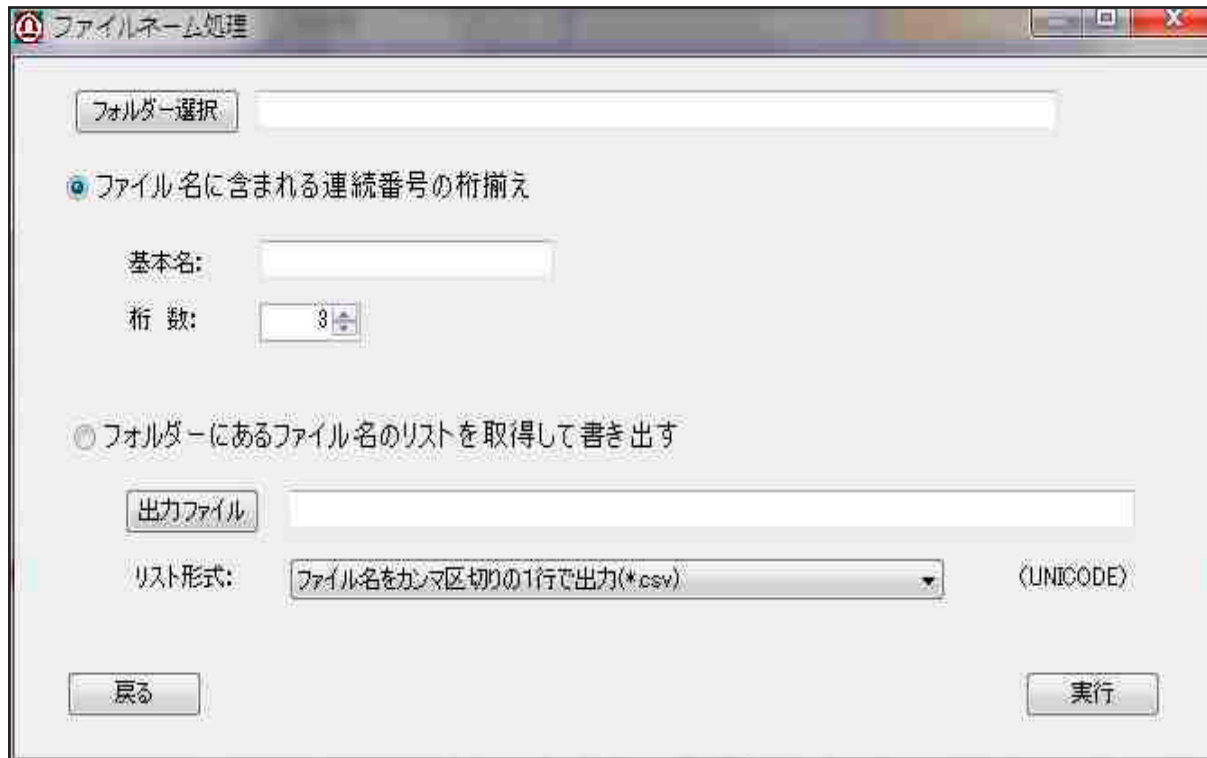 ファイルネーム処理
フォルダー選択
ファイル名に含まれる連続番号の桁揃え
基本名:
桁 数: 3
フォルダーにあるファイル名のリストを取得して書き出す
出力ファイル
リスト形式: ファイル名をカンマ区切りの1行で出力(*.csv) (UNICODE)
戻る 実行